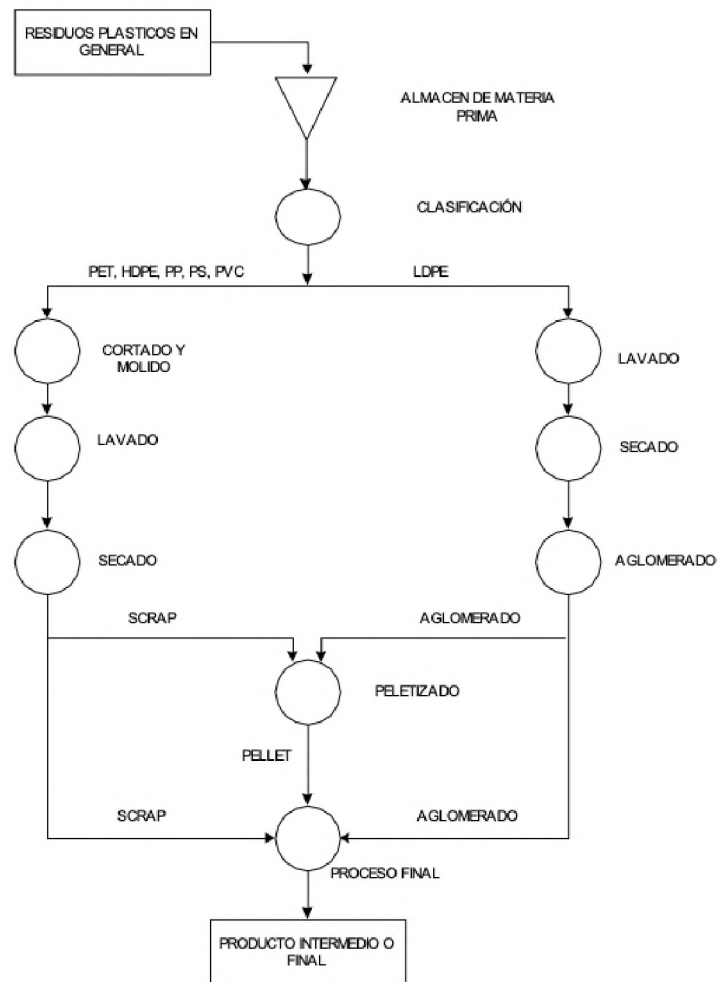 RESIDUOS PLASTICOS EN
GENERAL
ALMACEN DE MATERIA
PRIMA
CLASIFICACIÓN
PET, HDPE, PP, PS, PVC
LDPE
CORTADO Y
MOLIDO
LAVADO
LAVADO
SECADO
SECADO
AGLOMERADO
SCRAP
AGLOMERADO
PELETIZADO
PELLET
SCRAP
AGLOMERADO
PROCESO FINAL
PRODUCTO INTERMEDIO O
FINAL